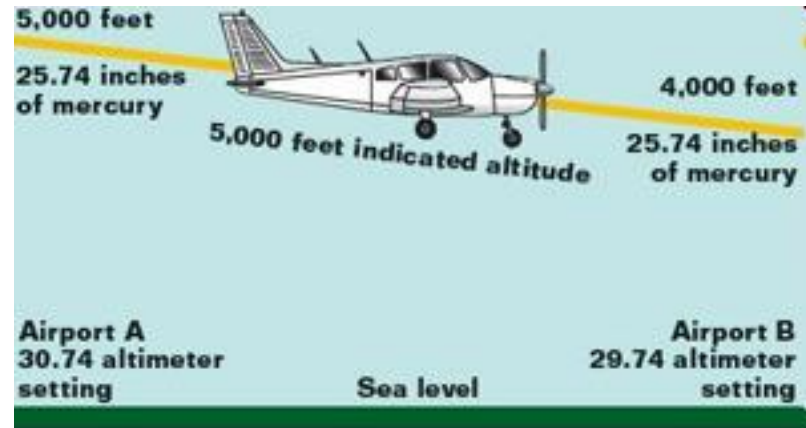 5,000 feet
25.74 inches
of mercury
5,000 feet indicated altitude
4,000 feet
25.74 inches
of mercury
Airport A
30.74 altimeter
setting
Sea level
Airport B
29.74 altimeter
setting